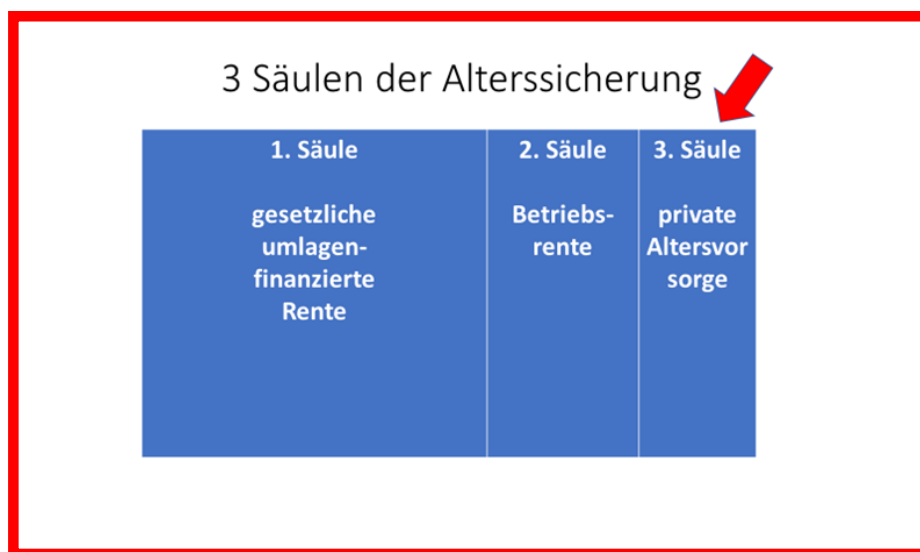 3 Säulen der Alterssicherung
1. Säule
gesetzliche
umlagen-
finanzierte
Rente
2. Säule
Betriebs-
rente
3. Säule
private
Altersvor
sorge